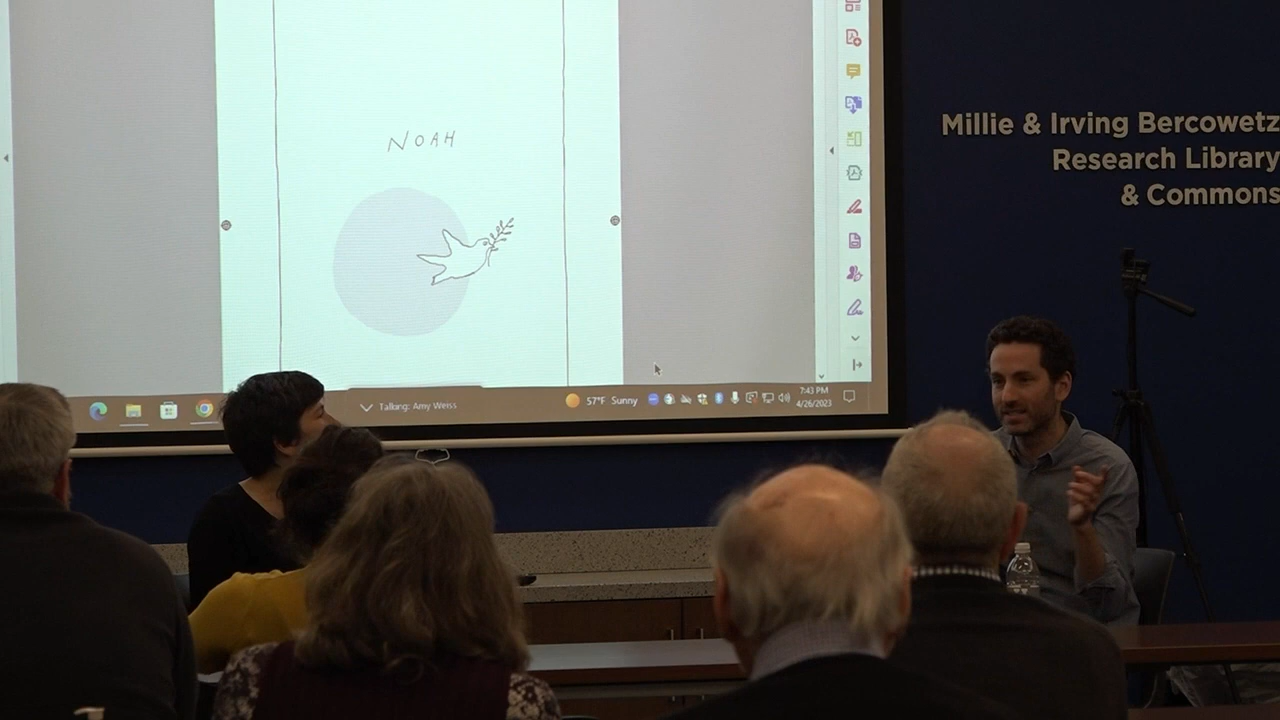 NOAH
Millie & Irving Bercowetz
Research Library
& Commons
Talking: Amy Weiss
57°F Sunny
7:43 PM
4/26/2023